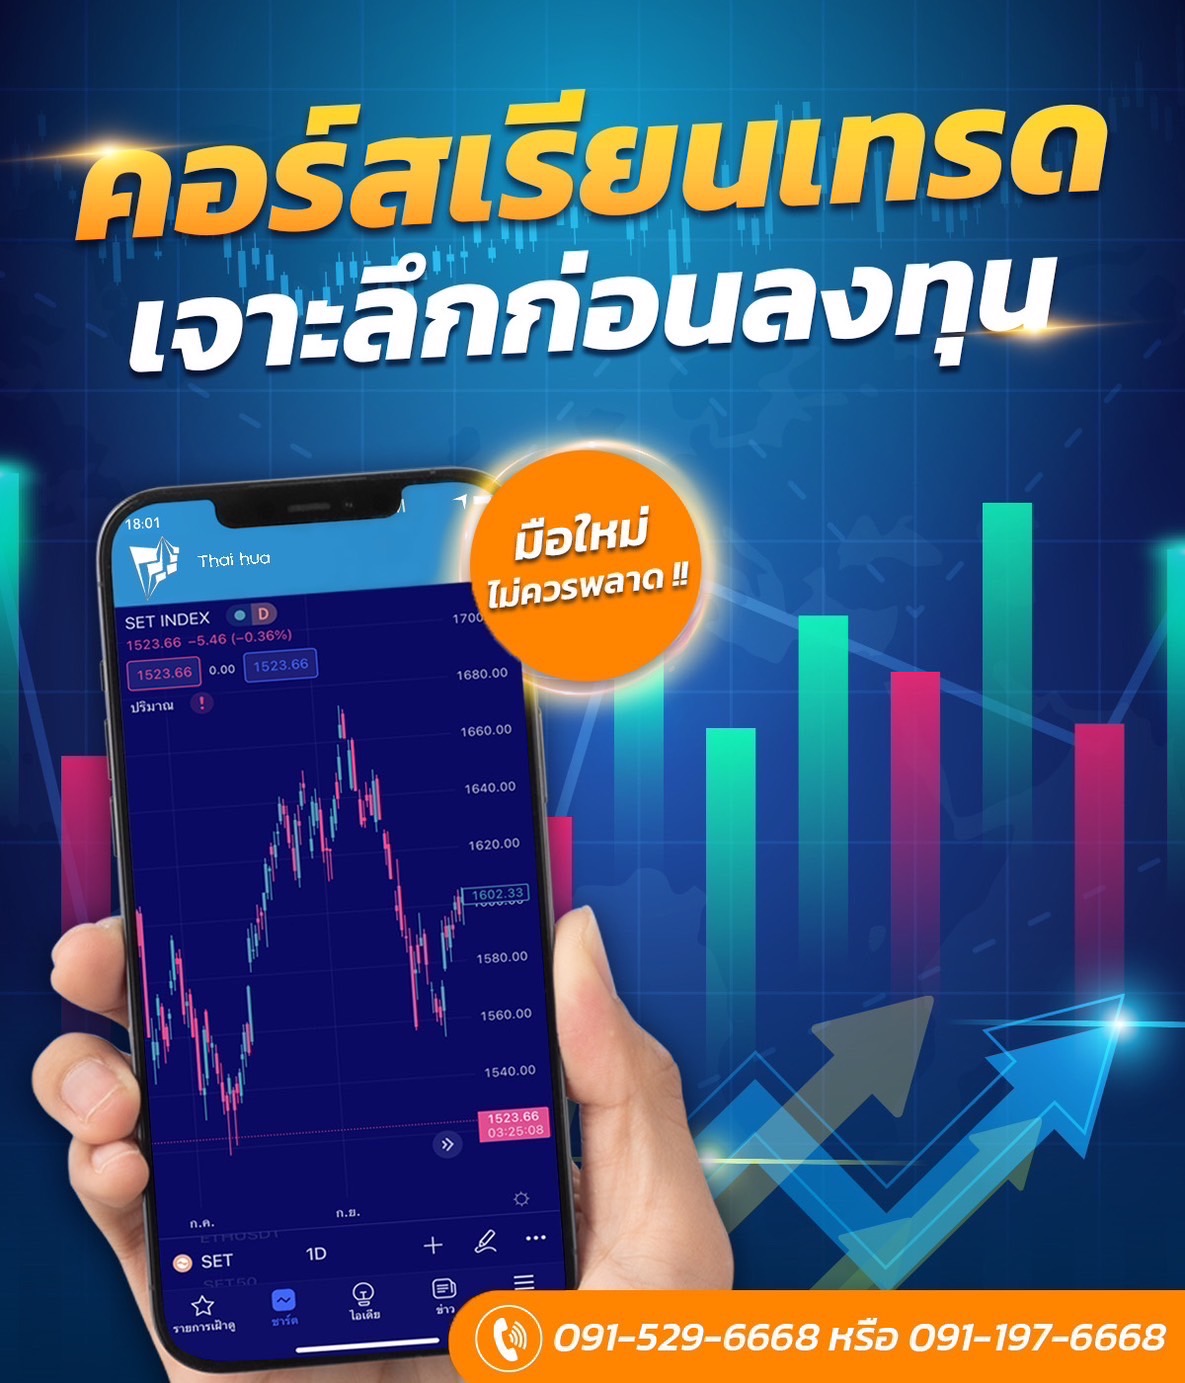 คอร์สเรียนเทรด
เจาะลึกก่อนลงทุน
มือใหม่
ไม่ควรพลาด !!
18:01
Thai hua
SET INDEX D
1523.66 −5.46 (−0.36%)
1523.66 0.00 1523.66
ปริมาณ !
1680.00
1660.00
1640.00
1620.00
1602.33
1580.00
1560.00
1540.00
1523.66
03:25:08
ก.ค. ก.ย.
ETHUSDT
SET 1D
SET50
รายการเฝ้าดู ชาร์ต ไอเดีย ข่าว
091-529-6668 หรือ 091-197-6668